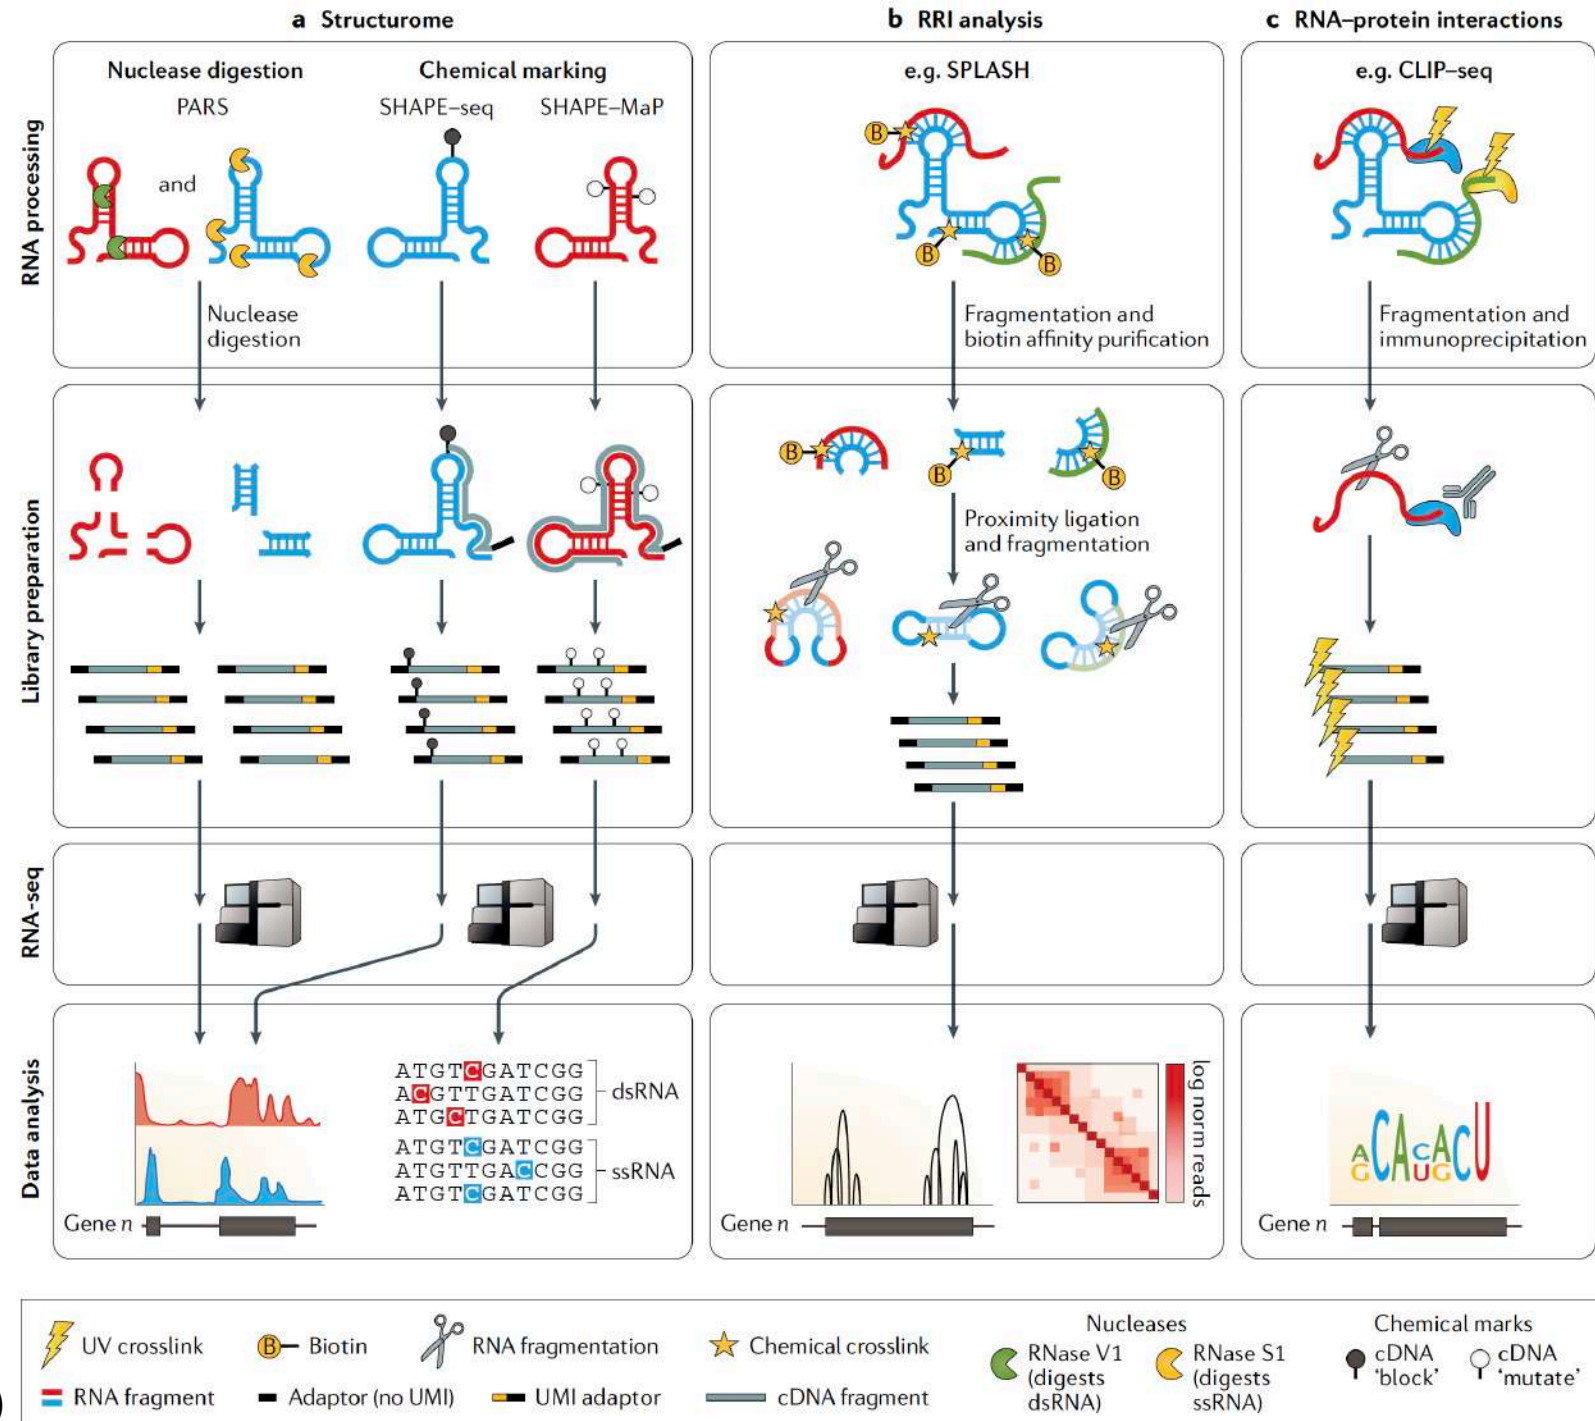 a Structurome
b RRI analysis
c RNA–protein interactions
RNA processing
Nuclease digestion
Chemical marking
PARS
SHAPE–seq
SHAPE–MaP
and
Nuclease
digestion
e.g. SPLASH
B
B
B
Fragmentation and
biotin affinity purification
e.g. CLIP–seq
Fragmentation and
immunoprecipitation
Library preparation
B
B
B
Proximity ligation
and fragmentation
RNA-seq
Data analysis
ATGTCGATCGG
ACGTTGATCGG
ATGCTGATCGG
dsRNA
ATGTCGATCGG
ATGTTGACCGG
ATGTCGATCGG
ssRNA
Gene n
log norm reads
Gene n
A CA C A CU
G U G
Gene n
UV crosslink
B Biotin
RNA fragmentation
Chemical crosslink
Nucleases
RNase V1
(digests
dsRNA)
RNase S1
(digests
ssRNA)
Chemical marks
cDNA
‘block’
cDNA
‘mutate’
RNA fragment
Adaptor (no UMI)
UMI adaptor
cDNA fragment